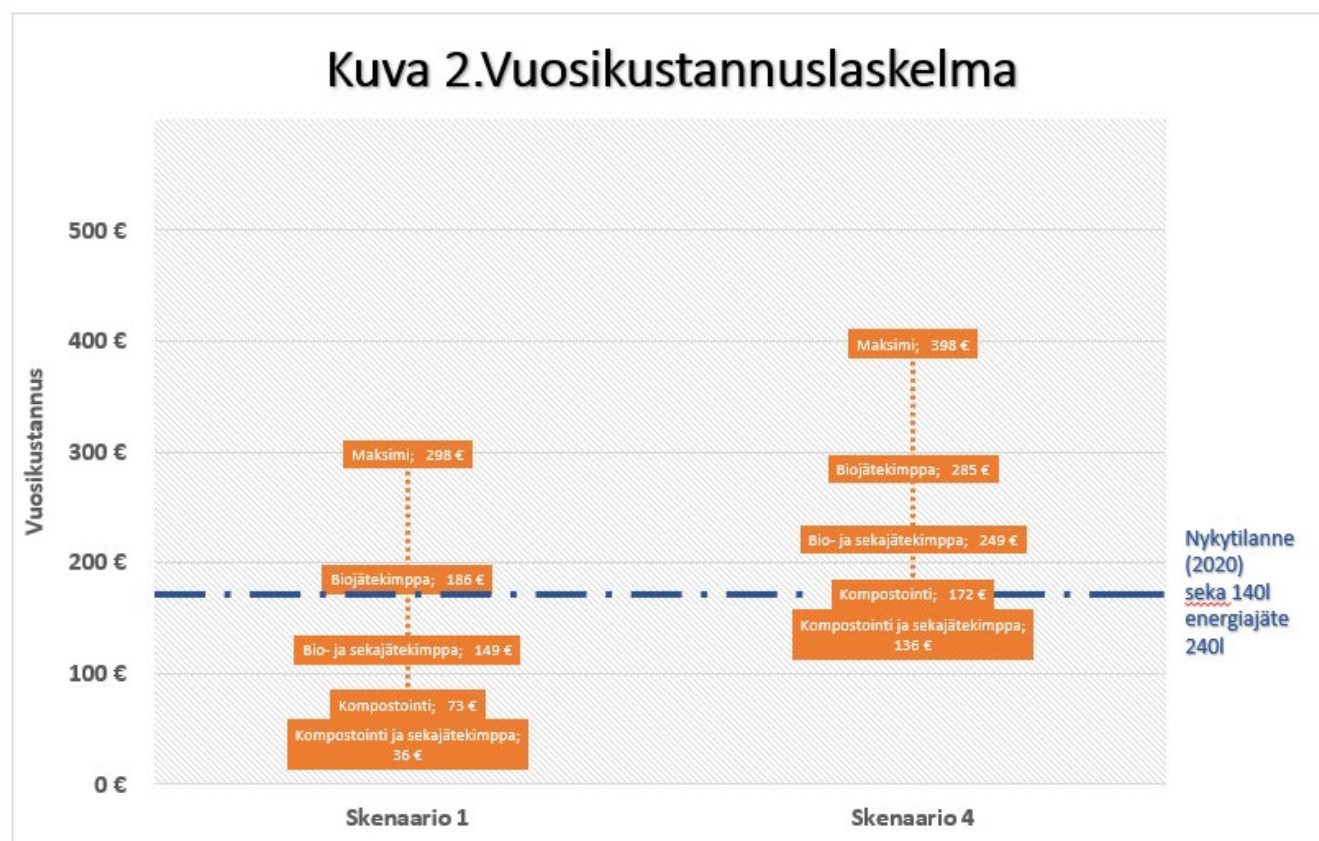 Kuva 2.Vuosikustannuslaskelma
Vuosikustannus
500 €
400 €
300 €
200 €
100 €
0 €
Maksimi; 298 €
Biojätekimppa; 186 €
Bio- ja sekajätekimppa; 149 €
Kompostointi; 73 €
Kompostointi ja sekajätekimppa;
36 €
Maksimi; 398 €
Biojätekimppa; 285 €
Bio- ja sekajätekimppa; 249 €
Kompostointi; 172 €
Kompostointi ja sekajätekimppa;
136 €
Nykytilanne
(2020)
seka 140l
energiajäte
240l
Skenaario 1
Skenaario 4